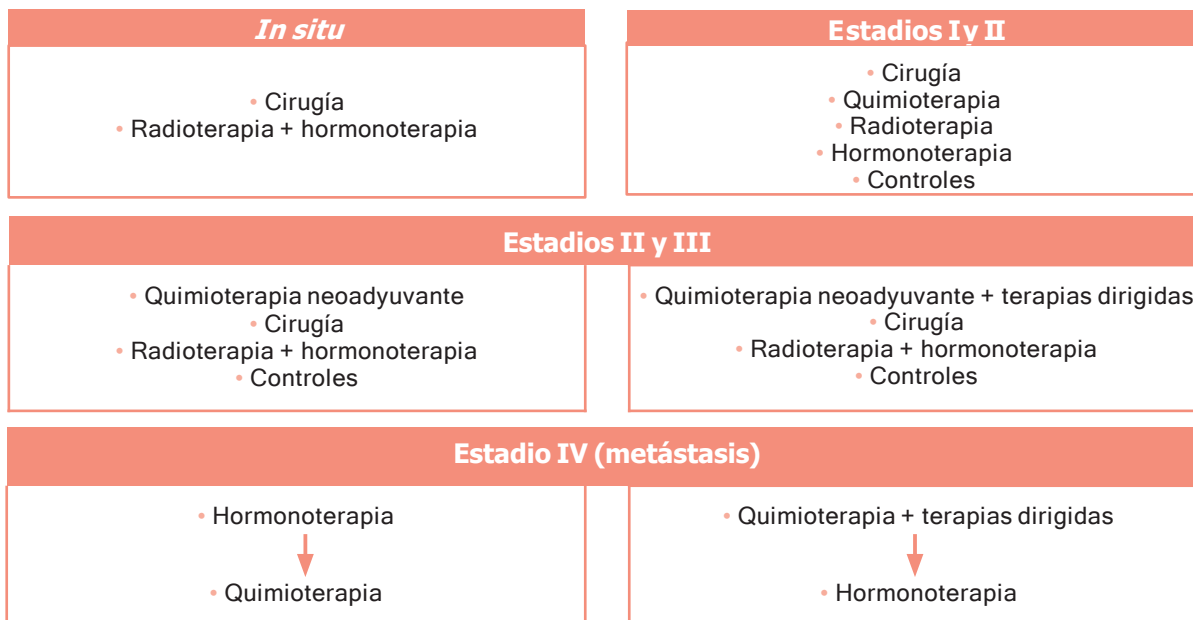 In situ
• Cirugía
• Radioterapia + hormonoterapia
Estadios I y II
• Cirugía
• Quimioterapia
• Radioterapia
• Hormonoterapia
• Controles
Estadios II y III
• Quimioterapia neoadyuvante
• Cirugía
• Radioterapia + hormonoterapia
• Controles
• Quimioterapia neoadyuvante + terapias dirigidas
• Cirugía
• Radioterapia + hormonoterapia
• Controles
Estadio IV (metástasis)
• Hormonoterapia
• Quimioterapia
• Quimioterapia + terapias dirigidas
• Hormonoterapia